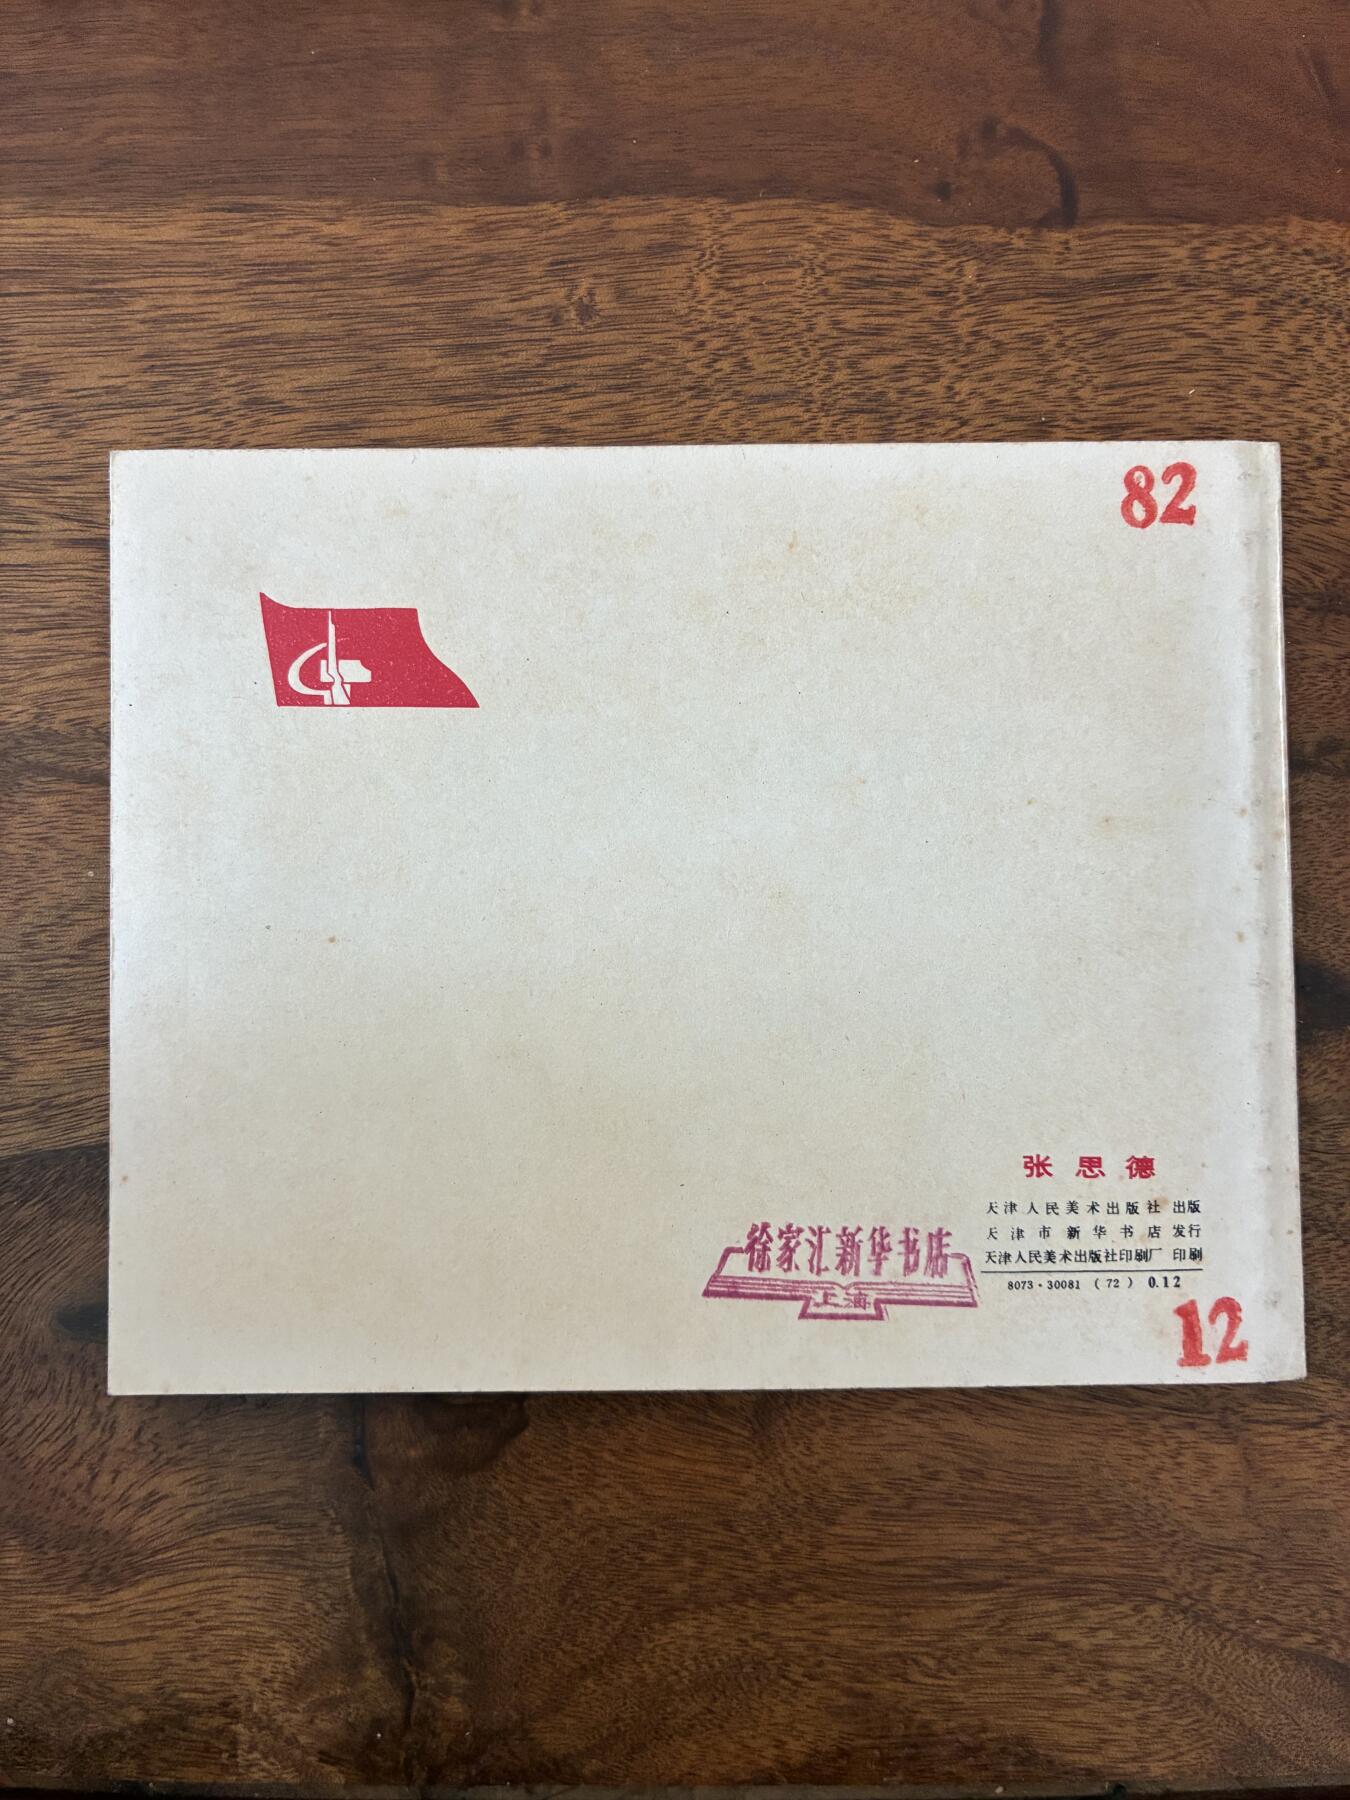 82
张思德
天津人民美术出版社 出版
天津市新华书店 发行
天津人民美术出版社印刷厂 印刷
8073·30081（72）0.12
徐家汇新华书店
上海
12